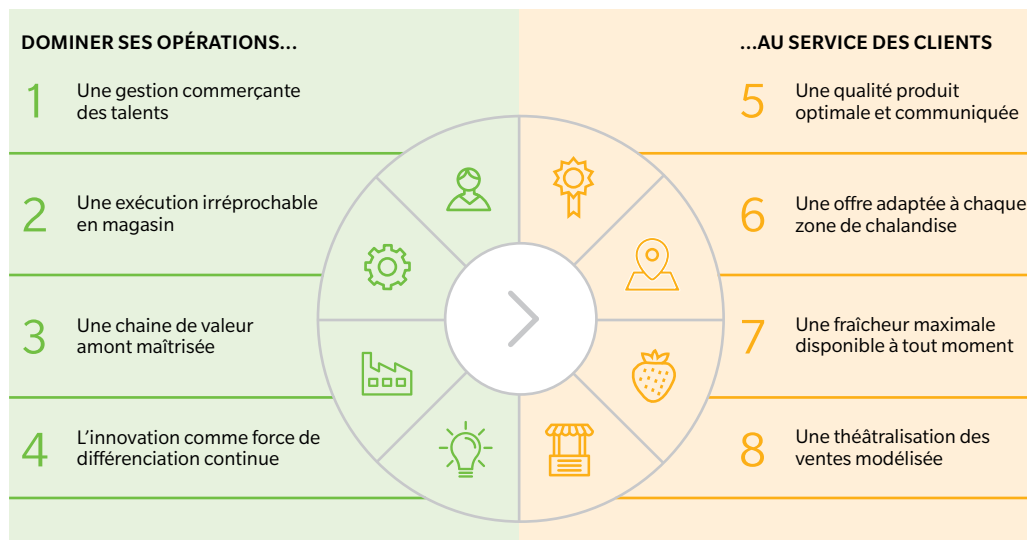 DOMINER SES OPÉRATIONS...
1
Une gestion commerçante
des talents
2
Une exécution irréprochable
en magasin
3
Une chaine de valeur
amont maîtrisée
4
L'innovation comme force de
différenciation continue
...AU SERVICE DES CLIENTS
5
Une qualité produit
optimale et communiquée
6
Une offre adaptée à chaque
zone de chalandise
7
Une fraîcheur maximale
disponible à tout moment
8
Une théâtralisation des
ventes modélisée